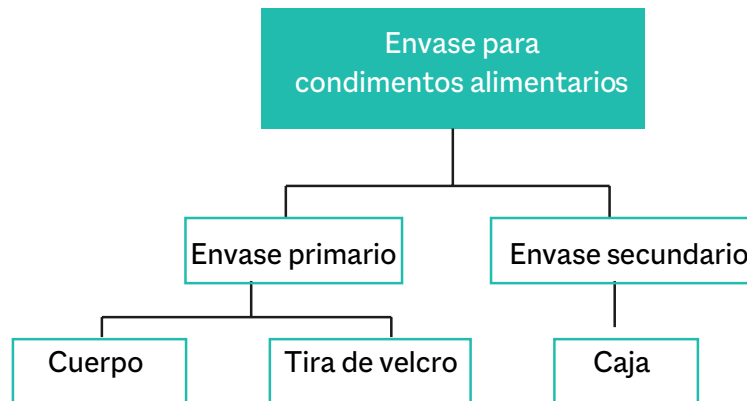 Envase para
condimentos alimentarios
Envase primario
Envase secundario
Cuerpo
Tira de velcro
Caja